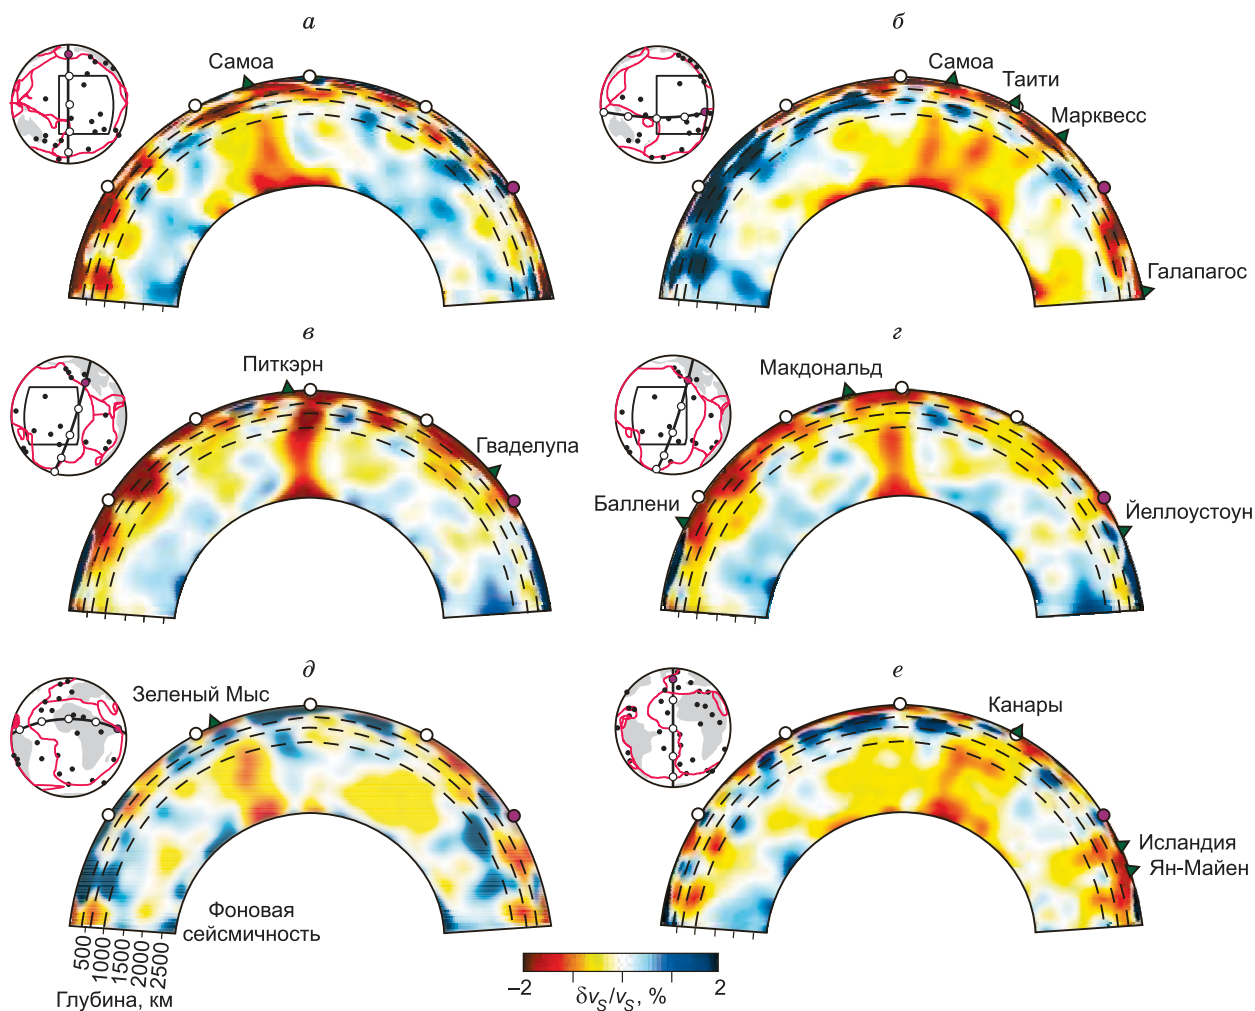 а
б
Самоа
Самоа
Таити
Марквесс
Галапагос
в
г
Питкэрн
Гваделупа
Макдональд
Баллени
Йеллоустоун
д
е
Зеленый Мыс
Канары
Исландия
Ян-Майен
Фоновая
сейсмичность
500
1000
1500
2000
2500
Глубина, км
–2
δv_S/v_S, %
2